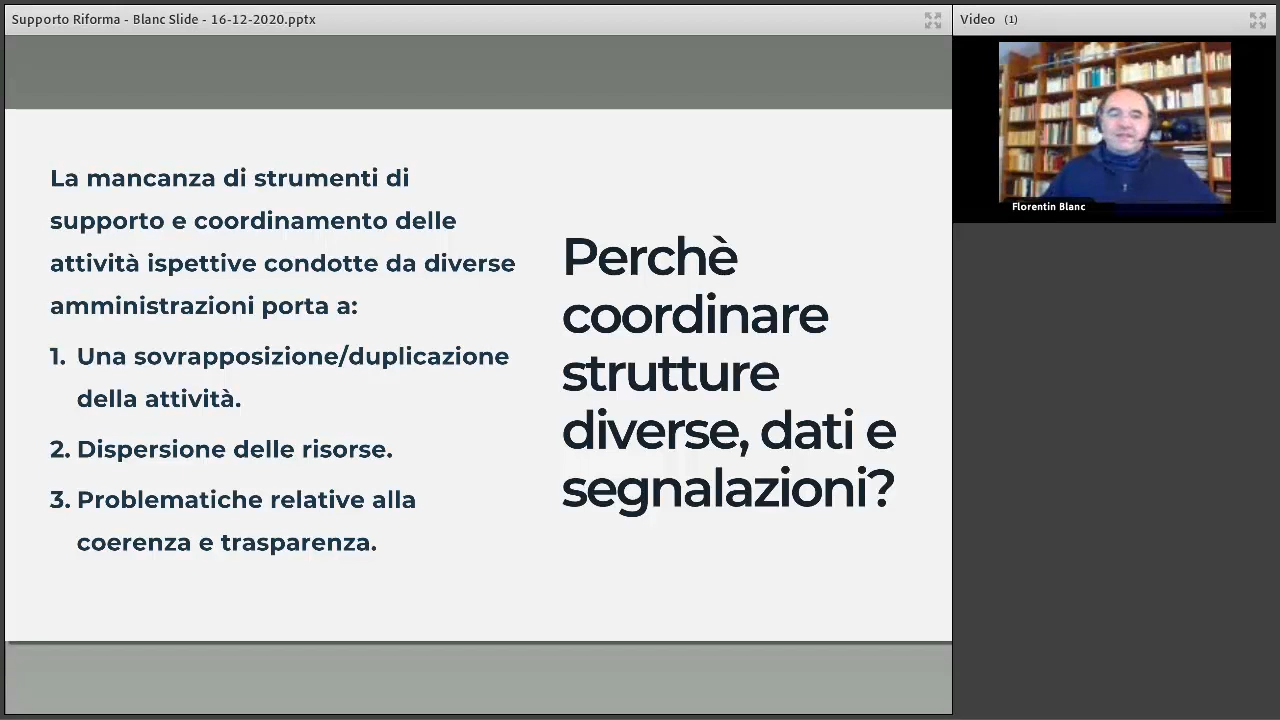 Supporto Riforma - Blanc Slide - 16-12-2020.pptx
Video (1)
La mancanza di strumenti di
supporto e coordinamento delle
attività ispettive condotte da diverse
amministrazioni porta a:
1. Una sovrapposizione/duplicazione
della attività.
2. Dispersione delle risorse.
3. Problematiche relative alla
coerenza e trasparenza.
Perchè
coordinare
strutture
diverse, dati e
segnalazioni?
Florentin Blanc